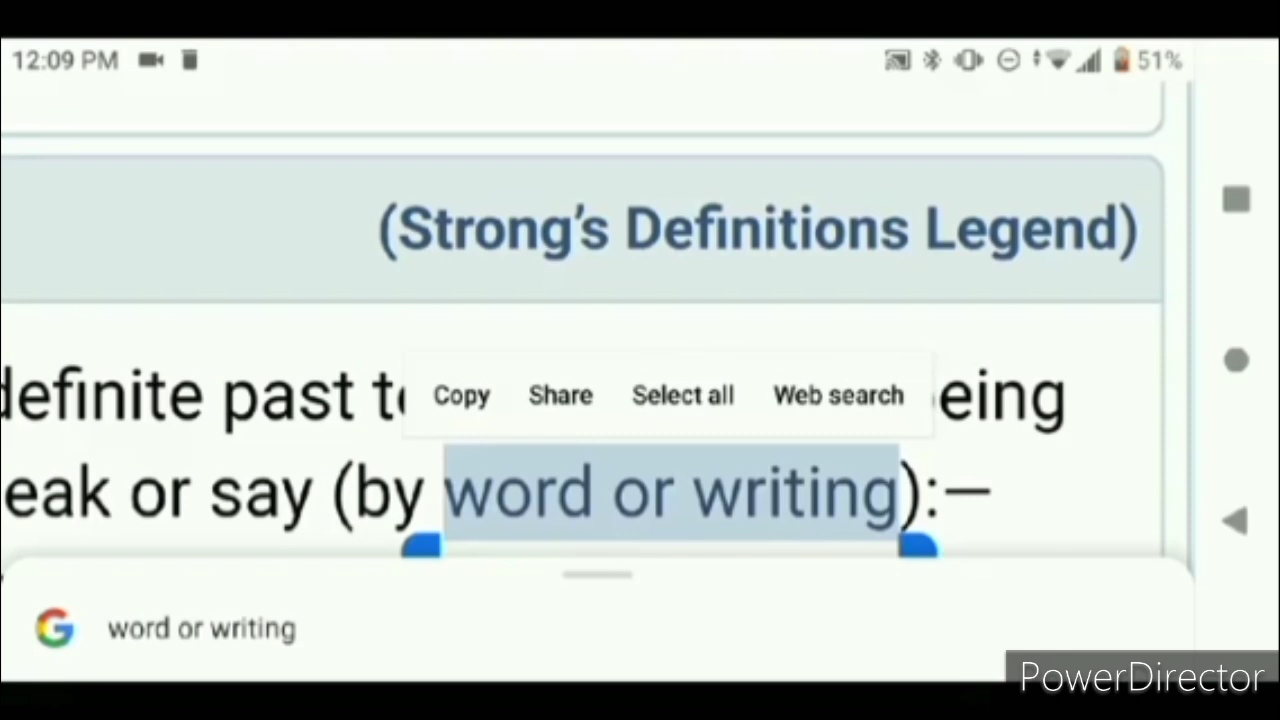 12:09 PM
51%
(Strong's Definitions Legend)
definite past
Copy Share Select all Web search
eing
eak or say (by word or writing):—
word or writing
PowerDirector